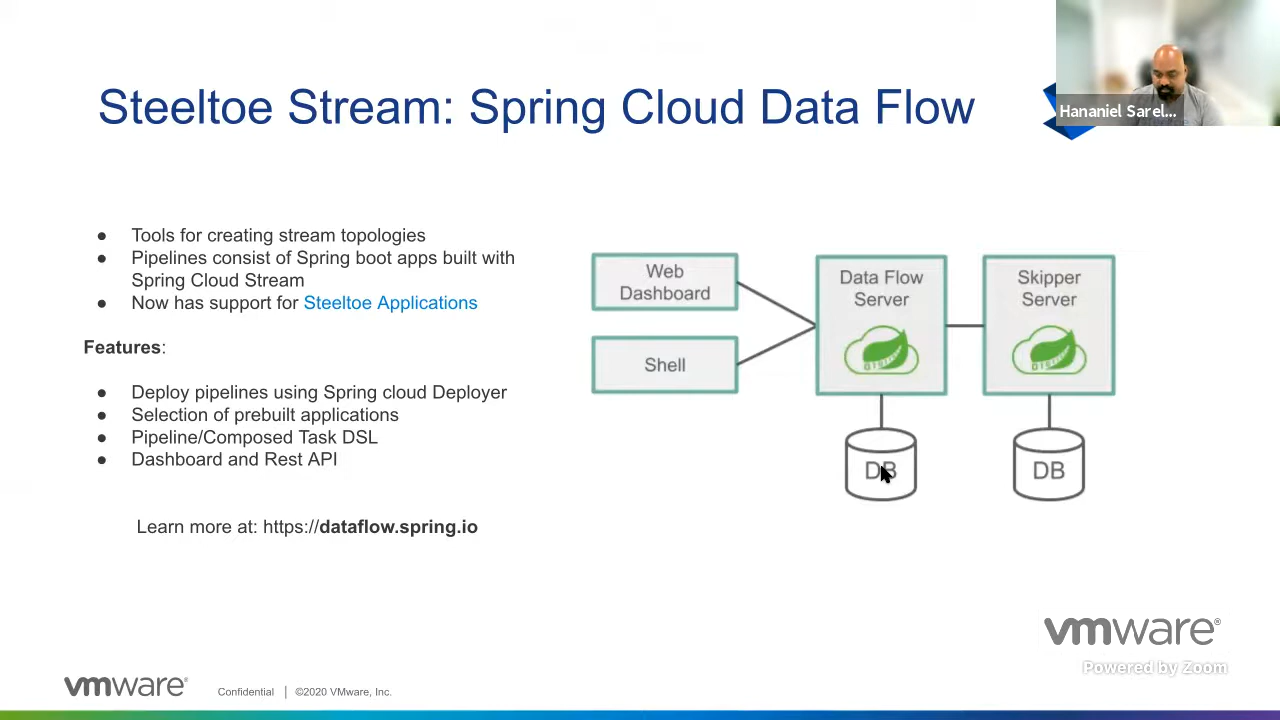 Steeltoe Stream: Spring Cloud Data Flow
Hananiel Sarel...
● Tools for creating stream topologies
● Pipelines consist of Spring boot apps built with
Spring Cloud Stream
● Now has support for Steeltoe Applications
Features:
● Deploy pipelines using Spring cloud Deployer
● Selection of prebuilt applications
● Pipeline/Composed Task DSL
● Dashboard and Rest API
Learn more at: https://dataflow.spring.io
Web
Dashboard
Shell
Data Flow
Server
Skipper
Server
DB
DB
vmware®
Powered by Zoom
vmware®
Confidential | ©2020 VMware, Inc.